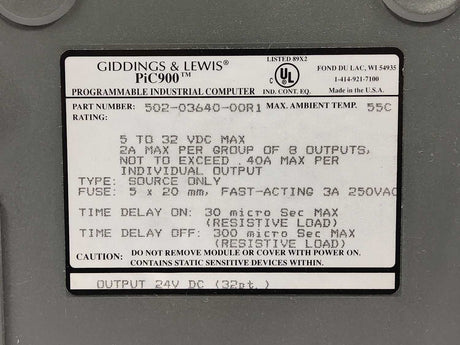 GIDDINGS & LEWIS®
PiC900™
PROGRAMMABLE INDUSTRIAL COMPUTER
LISTED 89X2
C UL ®
IND. CONT. EQ.
FOND DU LAC, WI 54935
1-414-921-7100
Made in the U.S.A.
PART NUMBER: 502-03640-00R1 MAX. AMBIENT TEMP. 55C
RATING:
5 TO 32 VDC MAX
2A MAX PER GROUP OF 8 OUTPUTS,
NOT TO EXCEED .40A MAX PER
INDIVIDUAL OUTPUT
TYPE: SOURCE ONLY
FUSE: 5 x 20 mm, FAST-ACTING 3A 250VAC
TIME DELAY ON: 30 micro Sec MAX
(RESISTIVE LOAD)
TIME DELAY OFF: 300 micro Sec MAX
(RESISTIVE LOAD)
CAUTION: DO NOT REMOVE MODULE OR COVER WITH POWER ON.
CONTAINS STATIC SENSITIVE DEVICES WITHIN.
OUTPUT 24V DC (32pt.)